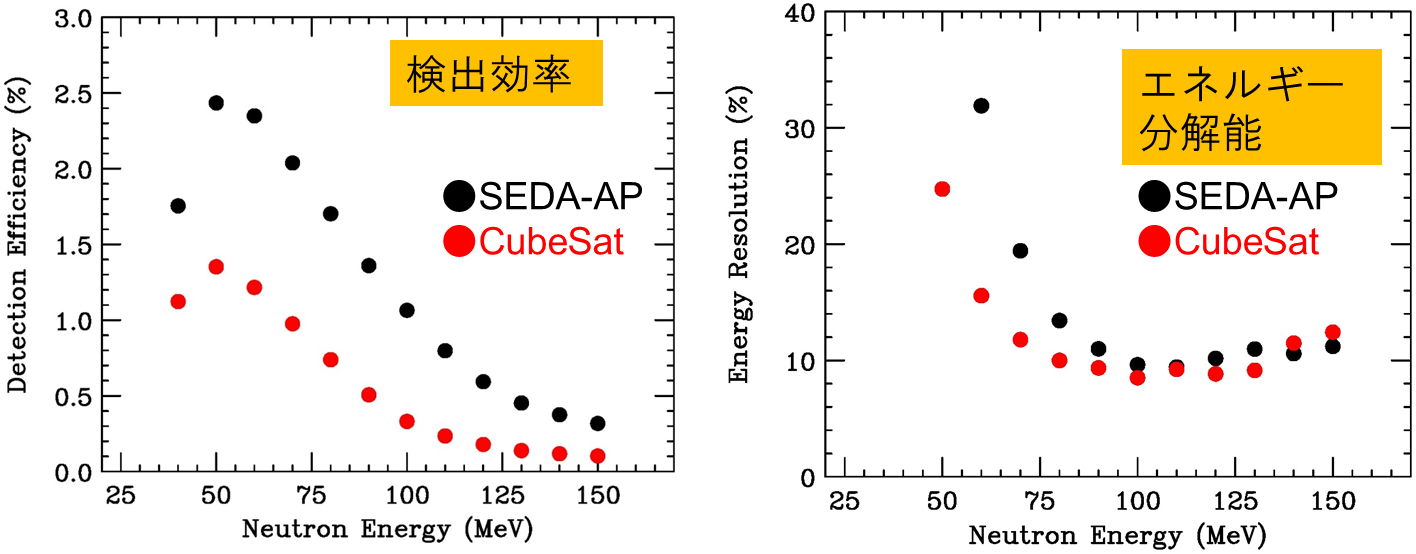 3.0
2.5
2.0
1.5
1.0
0.5
0.0
Detection Efficiency (%)
検出効率
SEDA-AP
CubeSat
25 50 75 100 125 150
Neutron Energy (MeV)
40
30
20
10
0
Energy Resolution (%)
エネルギー
分解能
SEDA-AP
CubeSat
25 50 75 100 125 150
Neutron Energy (MeV)